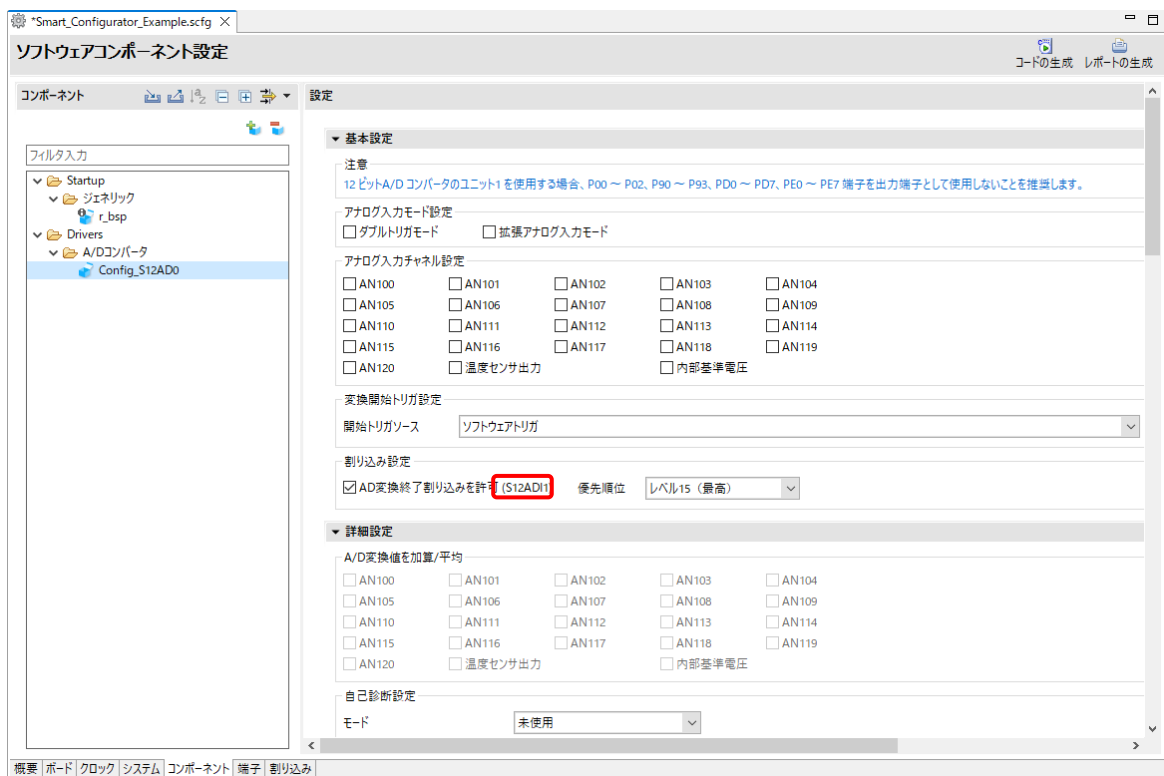 *Smart_Configurator_Example.scfg
ソフトウェアコンポーネント設定
コードの生成 レポートの生成
コンポーネント
設定
フィルタ入力
Startup
ジェネリック
r_bsp
Drivers
A/Dコンバータ
Config_S12AD0
基本設定
注意
12 ビットA/D コンバータのユニット1 を使用する場合、P00 ～ P02、P90 ～ P93、PD0 ～ PD7、PE0 ～ PE7 端子を出力端子として使用しないことを推奨します。
アナログ入力モード設定
ダブルトリガモード 拡張アナログ入力モード
アナログ入力チャネル設定
AN100 AN101 AN102 AN103 AN104
AN105 AN106 AN107 AN108 AN109
AN110 AN111 AN112 AN113 AN114
AN115 AN116 AN117 AN118 AN119
AN120 温度センサ出力 内部基準電圧
変換開始トリガ設定
開始トリガソース ソフトウェアトリガ
割り込み設定
AD変換終了割り込みを許可 (S12ADI1) 優先順位 レベル15（最高）
詳細設定
A/D変換値を加算/平均
AN100 AN101 AN102 AN103 AN104
AN105 AN106 AN107 AN108 AN109
AN110 AN111 AN112 AN113 AN114
AN115 AN116 AN117 AN118 AN119
AN120 温度センサ出力 内部基準電圧
自己診断設定
モード 未使用
概要 ボード クロック システム コンポーネント 端子 割り込み